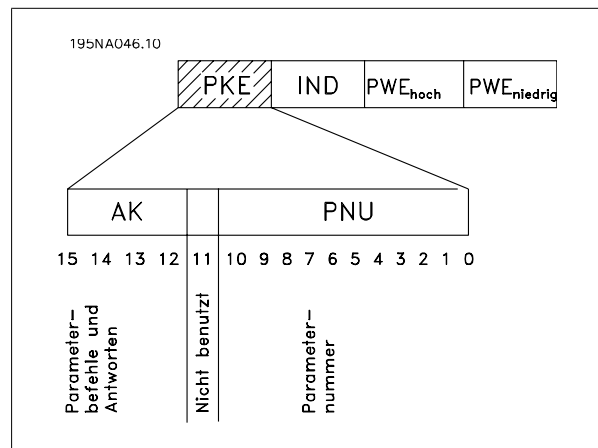 195NA046.10
PKE IND PWEhoch PWEniedrig
AK PNU
15 14 13 12 11 10 9 8 7 6 5 4 3 2 1 0
Parameter-
befehle und
Antworten
Nicht benutzt
Parameter-
nummer